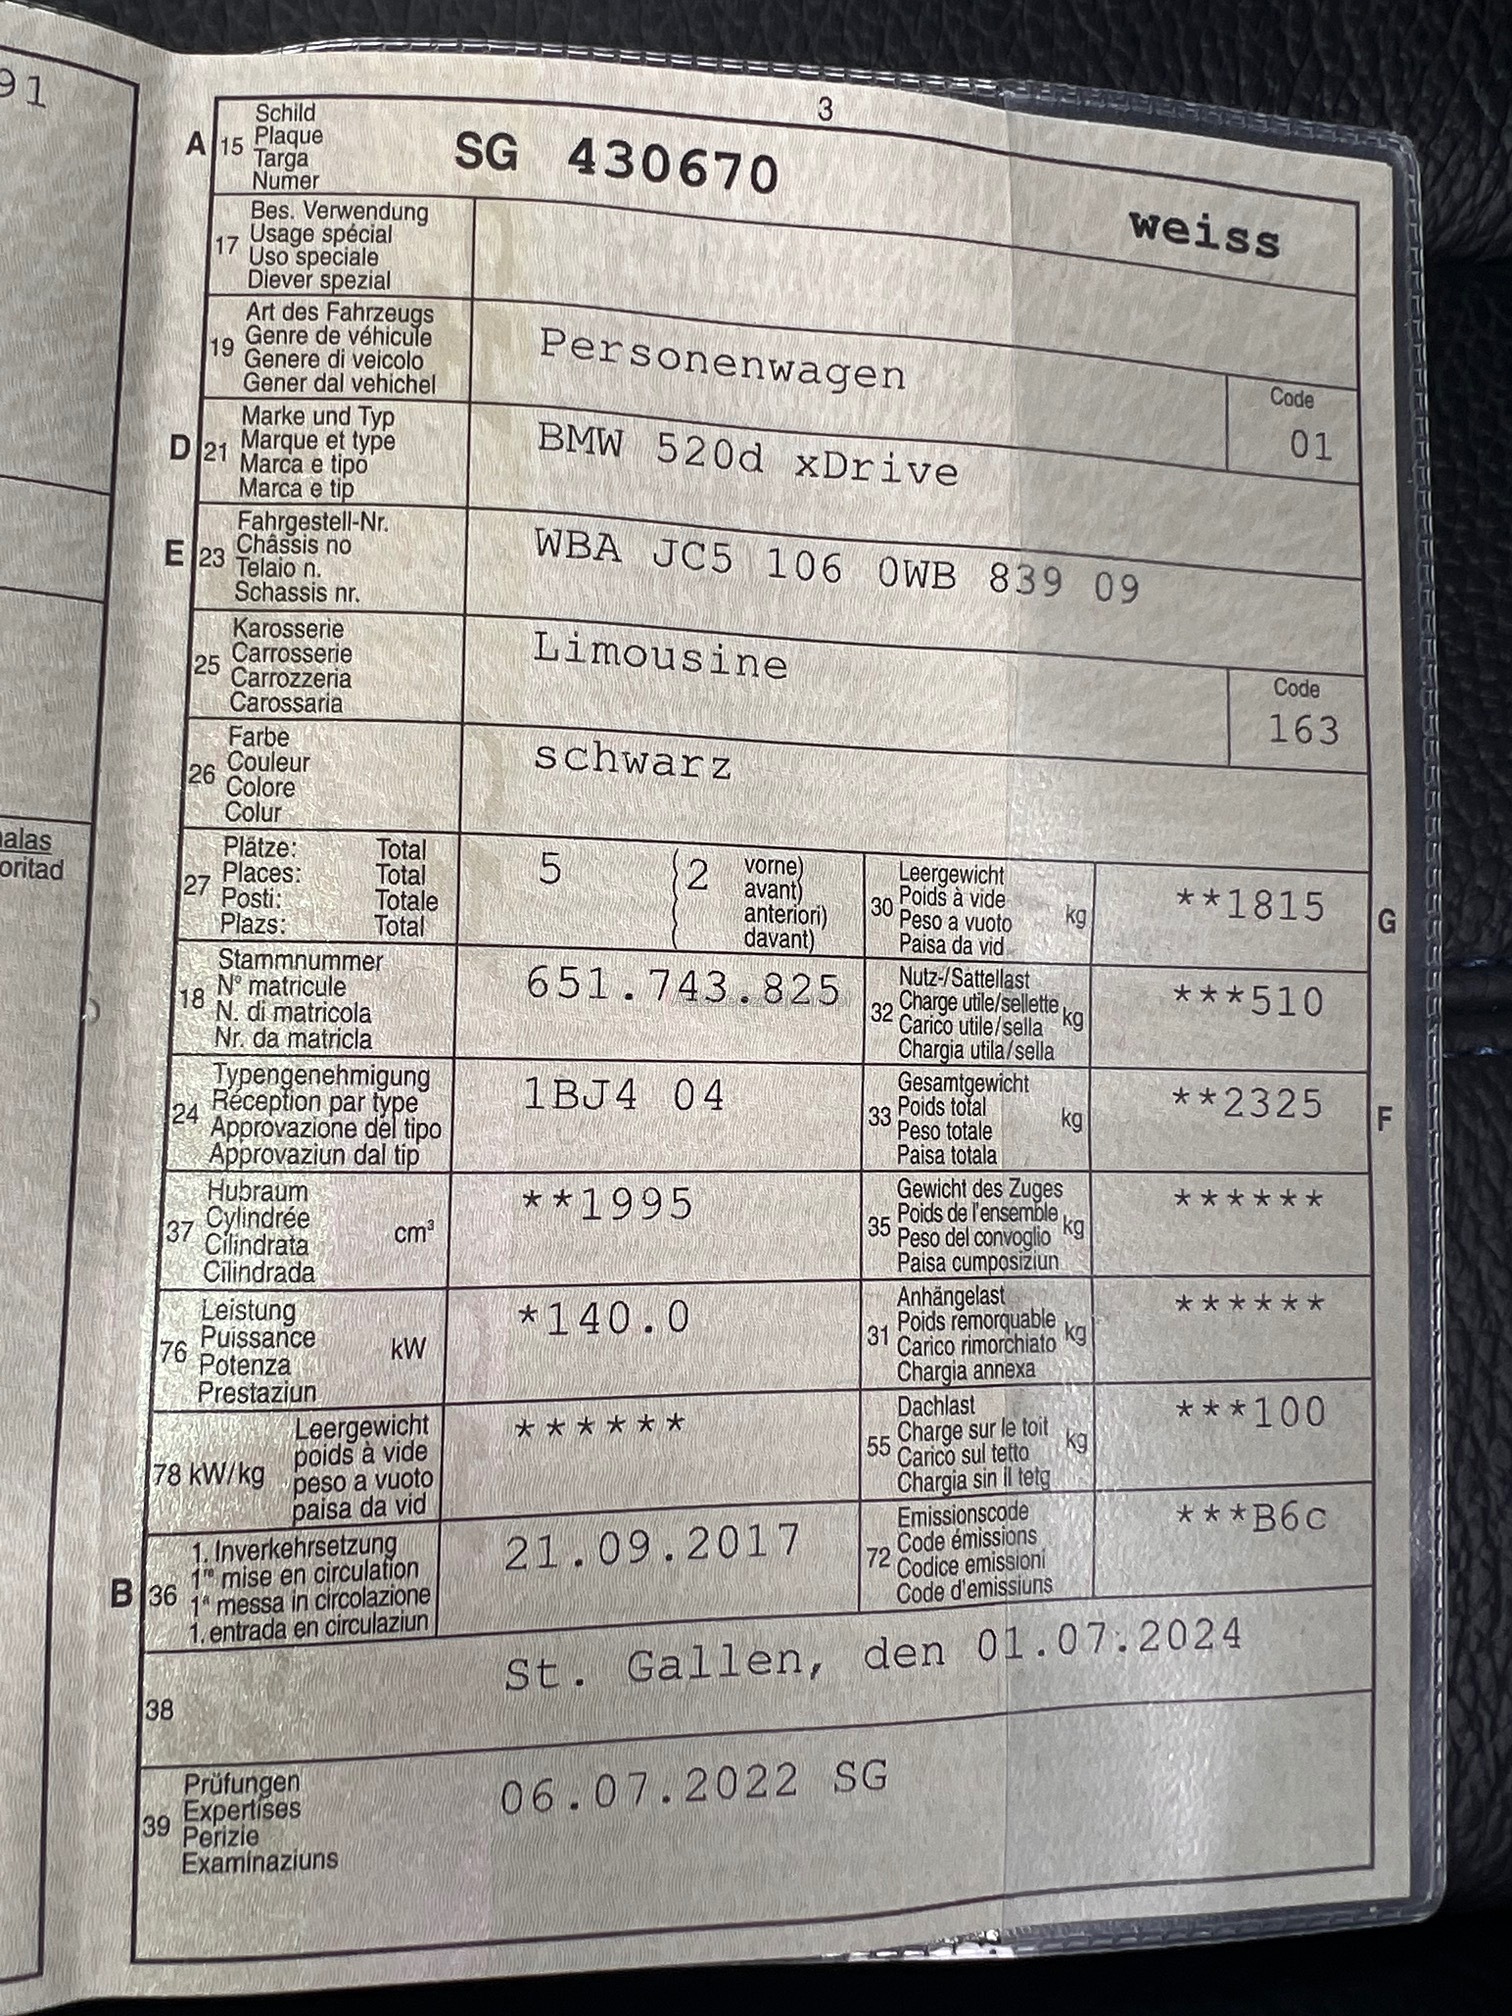 91
3
A 15 Schild
Plaque
Targa
Numer
SG 430670
weiss
17 Bes. Verwendung
Usage spécial
Uso speciale
Diever spezial
19 Art des Fahrzeugs
Genre de véhicule
Genere di veicolo
Gener dal vehichel
Personenwagen
Code
01
D 21 Marke und Typ
Marque et type
Marca e tipo
Marca e tip
BMW 520d xDrive
E 23 Fahrgestell-Nr.
Châssis no
Telaio n.
Schassis nr.
WBA JC5 106 0WB 839 09
25 Karosserie
Carrosserie
Carrozzeria
Carossaria
Limousine
Code
163
26 Farbe
Couleur
Colore
Colur
schwarz
alas
oritad
27 Plätze: Total
Places: Total
Posti: Totale
Plazs: Total
5 (2 vorne)
avant)
anteriori)
davant)
30 Leergewicht
Poids à vide
Peso a vuoto
Paisa da vid
kg
**1815
G
18 Stammnummer
N° matricule
N. di matricola
Nr. da matricla
651.743.825
32 Nutz-/Sattellast
Charge utile/sellette
Carico utile/sella
Chargia utila/sella
kg
***510
24 Typengenehmigung
Réception par type
Approvazione del tipo
Approvaziun dal tip
1BJ4 04
33 Gesamtgewicht
Poids total
Peso totale
Paisa totala
kg
**2325
F
37 Hubraum
Cylindrée
Cilindrata
Cilindrada
cm³
**1995
35 Gewicht des Zuges
Poids de l'ensemble
Peso del convoglio
Paisa cumposiziun
kg
******
76 Leistung
Puissance
Potenza
Prestaziun
kW
*140.0
31 Anhängelast
Poids remorquable
Carico rimorchiato
Chargia annexa
kg
******
78 kW/kg Leergewicht
poids à vide
peso a vuoto
paisa da vid
******
55 Dachlast
Charge sur le toit
Carico sul tetto
Chargia sin il tetg
kg
***100
B 36 1. Inverkehrsetzung
1re mise en circulation
1a messa in circolazione
1. entrada en circulaziun
21.09.2017
72 Emissionscode
Code émissions
Codice emissioni
Code d'emissiuns
***B6c
38
St. Gallen, den 01.07.2024
39 Prüfungen
Expertises
Perizie
Examinaziuns
06.07.2022 SG